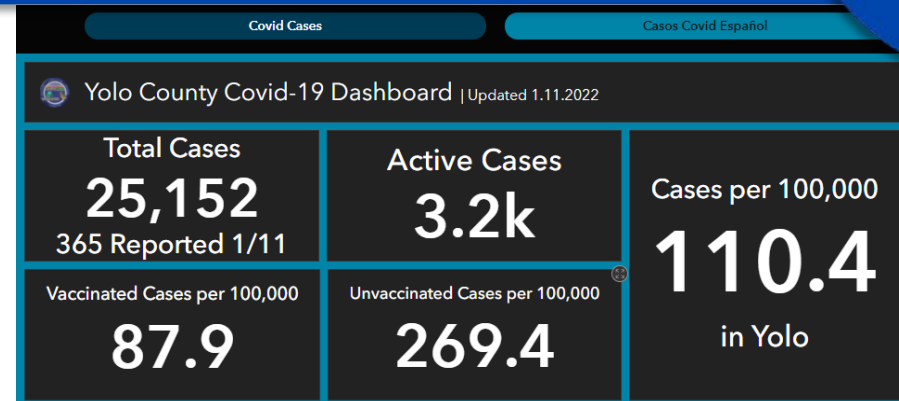 Covid Cases
Casos Covid Español
Yolo County Covid-19 Dashboard | Updated 1.11.2022
Total Cases
25,152
365 Reported 1/11
Active Cases
3.2k
Cases per 100,000
110.4
in Yolo
Vaccinated Cases per 100,000
87.9
Unvaccinated Cases per 100,000
269.4